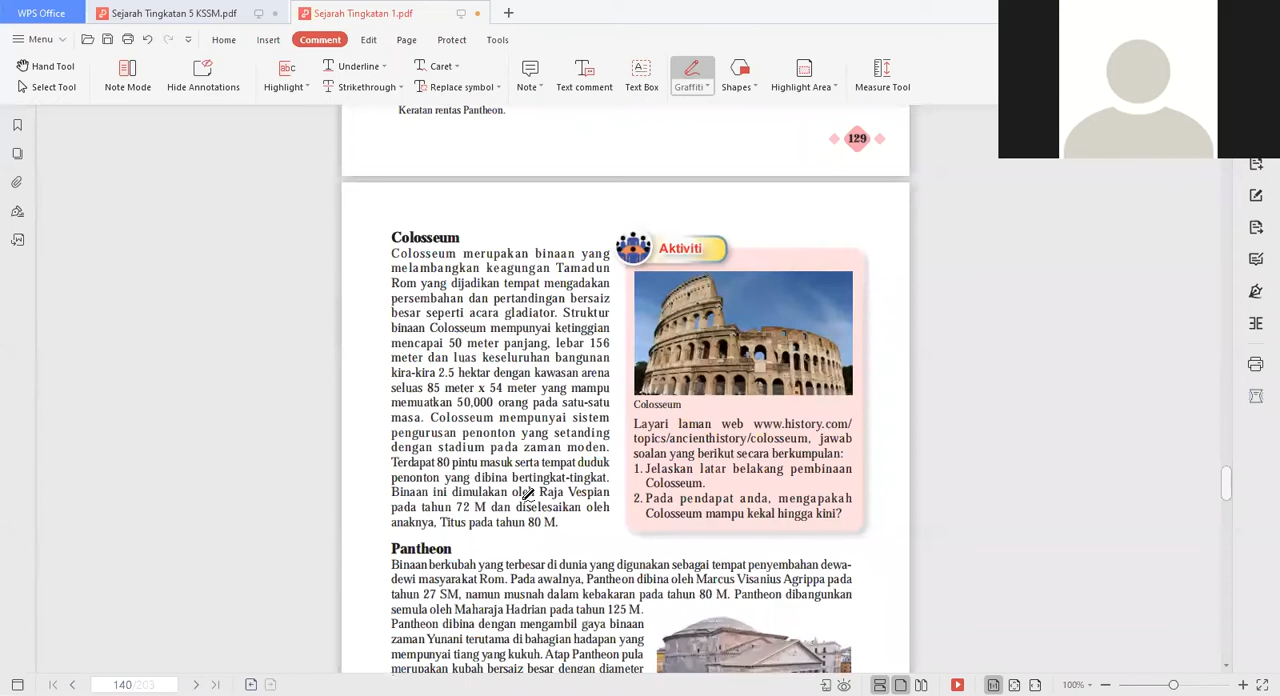 WPS Office
Sejarah Tingkatan 5 KSSM.pdf
Sejarah Tingkatan 1.pdf
Menu
Home
Insert
Comment
Edit
Page
Protect
Tools
Hand Tool
Select Tool
Note Mode
Hide Annotations
Highlight
Underline
Strikethrough
Caret
Replace symbol
Note
Text comment
Text Box
Graffiti
Shapes
Highlight Area
Measure Tool
Keratan rentas Pantheon.
129
Colosseum
Colosseum merupakan binaan yang
melambangkan keagungan Tamadun
Rom yang dijadikan tempat mengadakan
persembahan dan pertandingan bersaiz
besar seperti acara gladiator. Struktur
binaan Colosseum mempunyai ketinggian
mencapai 50 meter panjang, lebar 156
meter dan luas keseluruhan bangunan
kira-kira 2.5 hektar dengan kawasan arena
seluas 85 meter x 54 meter yang mampu
memuatkan 50,000 orang pada satu-satu
masa. Colosseum mempunyai sistem
pengurusan penonton yang setanding
dengan stadium pada zaman moden.
Terdapat 80 pintu masuk serta tempat duduk
penonton yang dibina bertingkat-tingkat.
Binaan ini dimulakan oleh Raja Vespian
pada tahun 72 M dan diselesaikan oleh
anaknya, Titus pada tahun 80 M.
Aktiviti
Colosseum
Layari laman web www.history.com/
topics/ancienthistory/colosseum, jawab
soalan yang berikut secara berkumpulan:
1. Jelaskan latar belakang pembinaan
Colosseum.
2. Pada pendapat anda, mengapakah
Colosseum mampu kekal hingga kini?
Pantheon
Binaan berkubah yang terbesar di dunia yang digunakan sebagai tempat penyembahan dewa-
dewi masyarakat Rom. Pada awalnya, Pantheon dibina oleh Marcus Visanius Agrippa pada
tahun 27 SM, namun musnah dalam kebakaran pada tahun 80 M. Pantheon dibangunkan
semula oleh Maharaja Hadrian pada tahun 125 M.
Pantheon dibina dengan mengambil gaya binaan
zaman Yunani terutama di bahagian hadapan yang
mempunyai tiang yang kukuh. Atap Pantheon pula
merupakan kubah bersaiz besar dengan diameter
140/203
100%